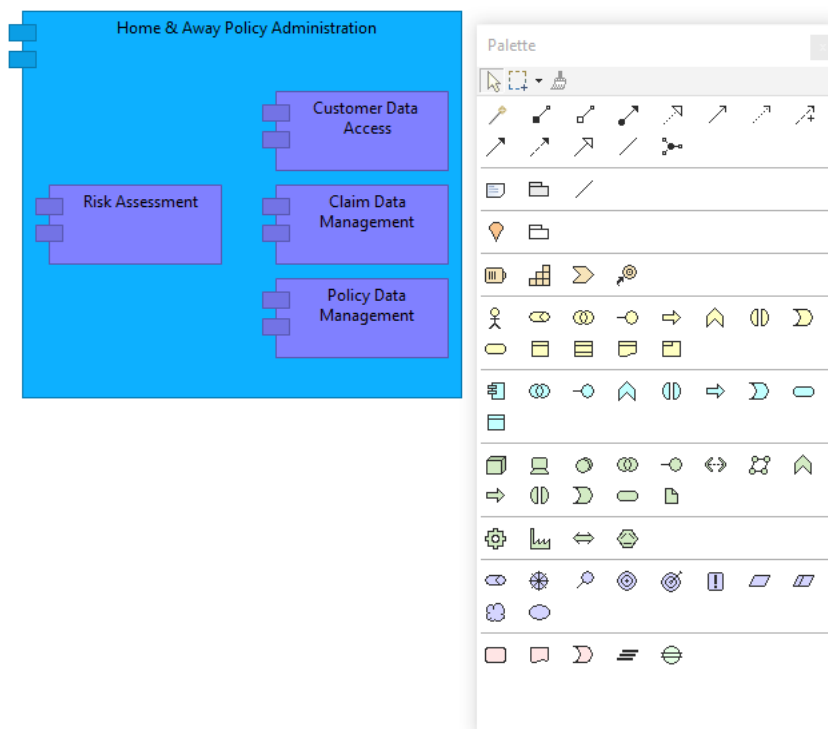 Home & Away Policy Administration
Palette
Customer Data
Access
Risk Assessment
Claim Data
Management
Policy Data
Management